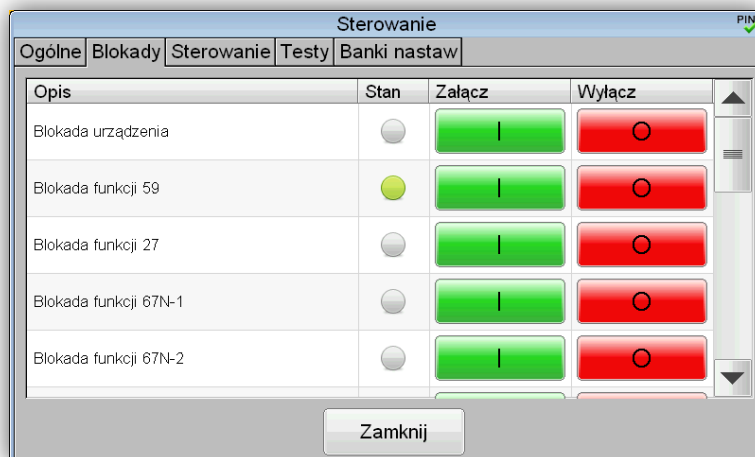 Sterowanie
PIN
Ogólne Blokady Sterowanie Testy Banki nastaw
Opis Stan Załącz Wyłącz
Blokada urządzenia I O
Blokada funkcji 59 I O
Blokada funkcji 27 I O
Blokada funkcji 67N-1 I O
Blokada funkcji 67N-2 I O
Zamknij